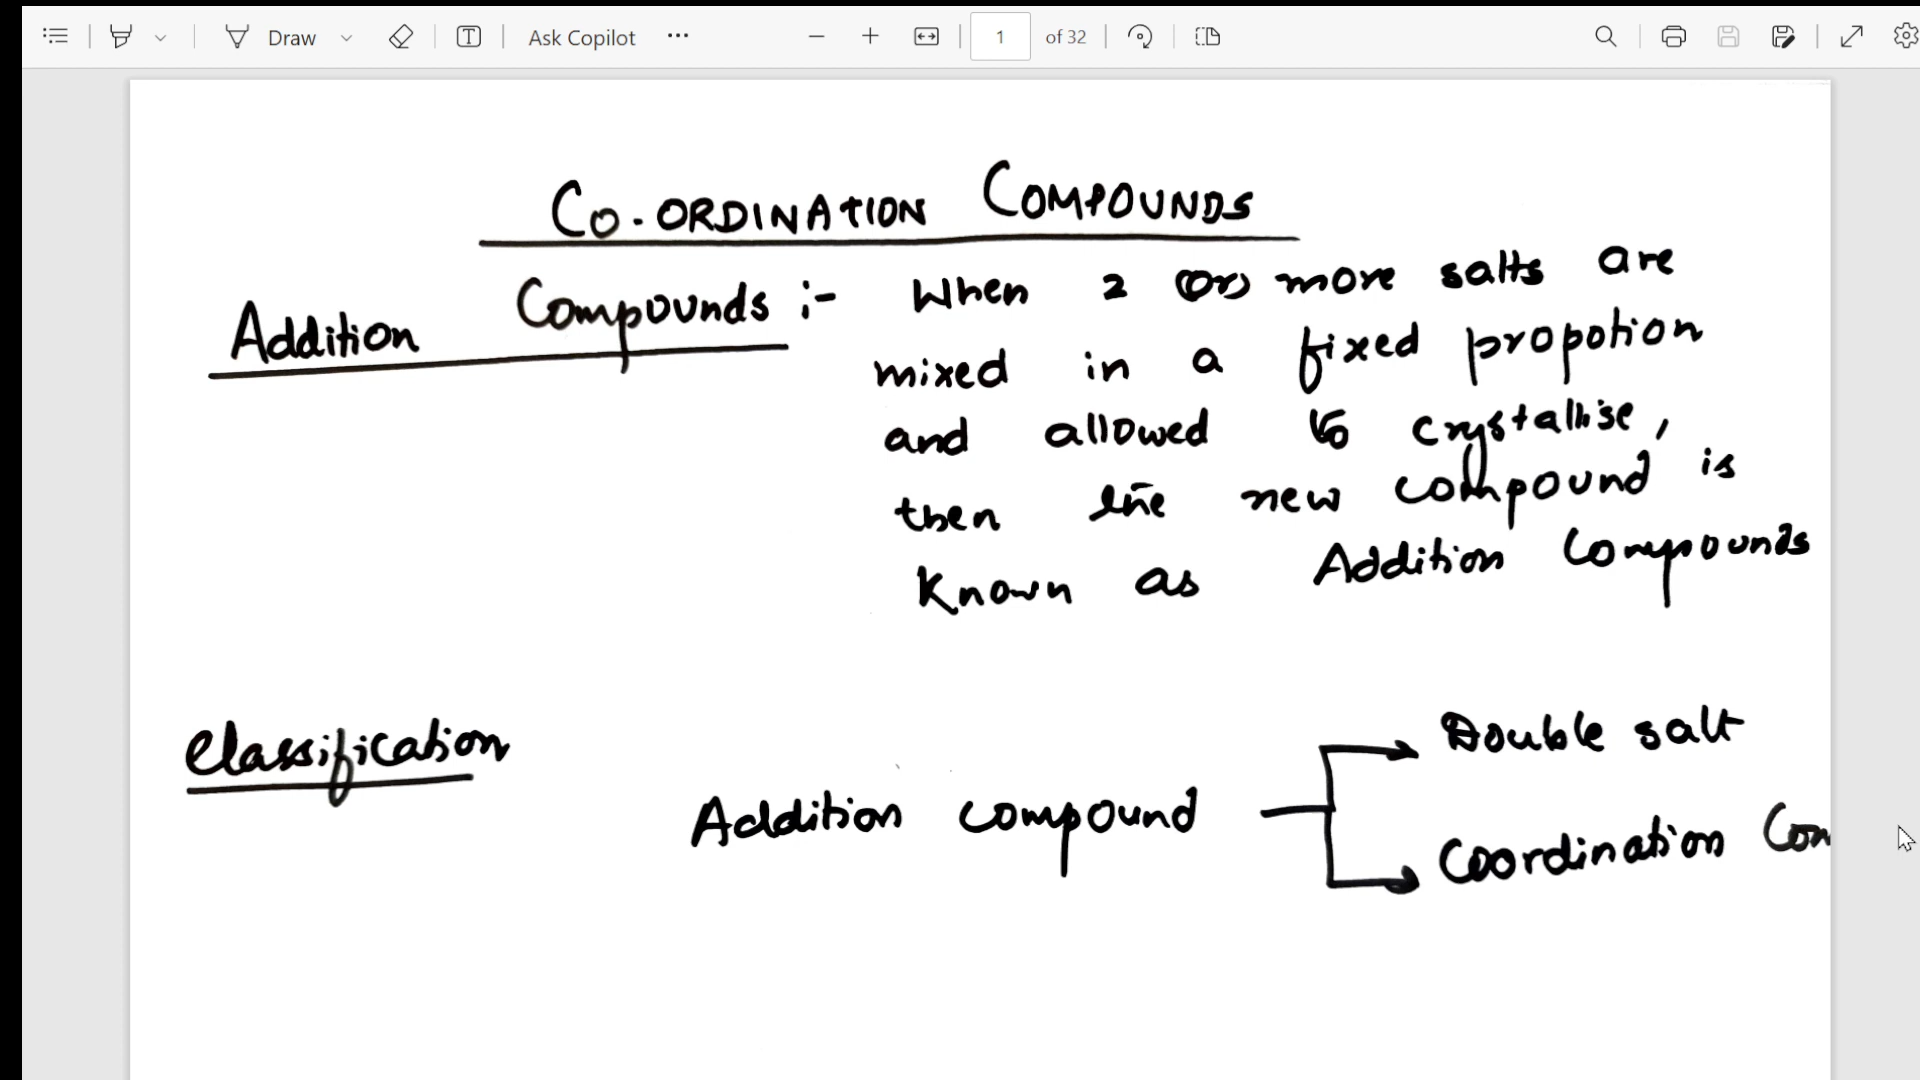 Draw Ask Copilot 1 of 32
CO-ORDINATION COMPOUNDS
Addition Compounds :- When 2 (or) more salts are
mixed in a fixed propotion
and allowed to crystallise,
then the new compound is
Known as Addition Compounds
Classification
Double salt
Addition compound
Coordination Com